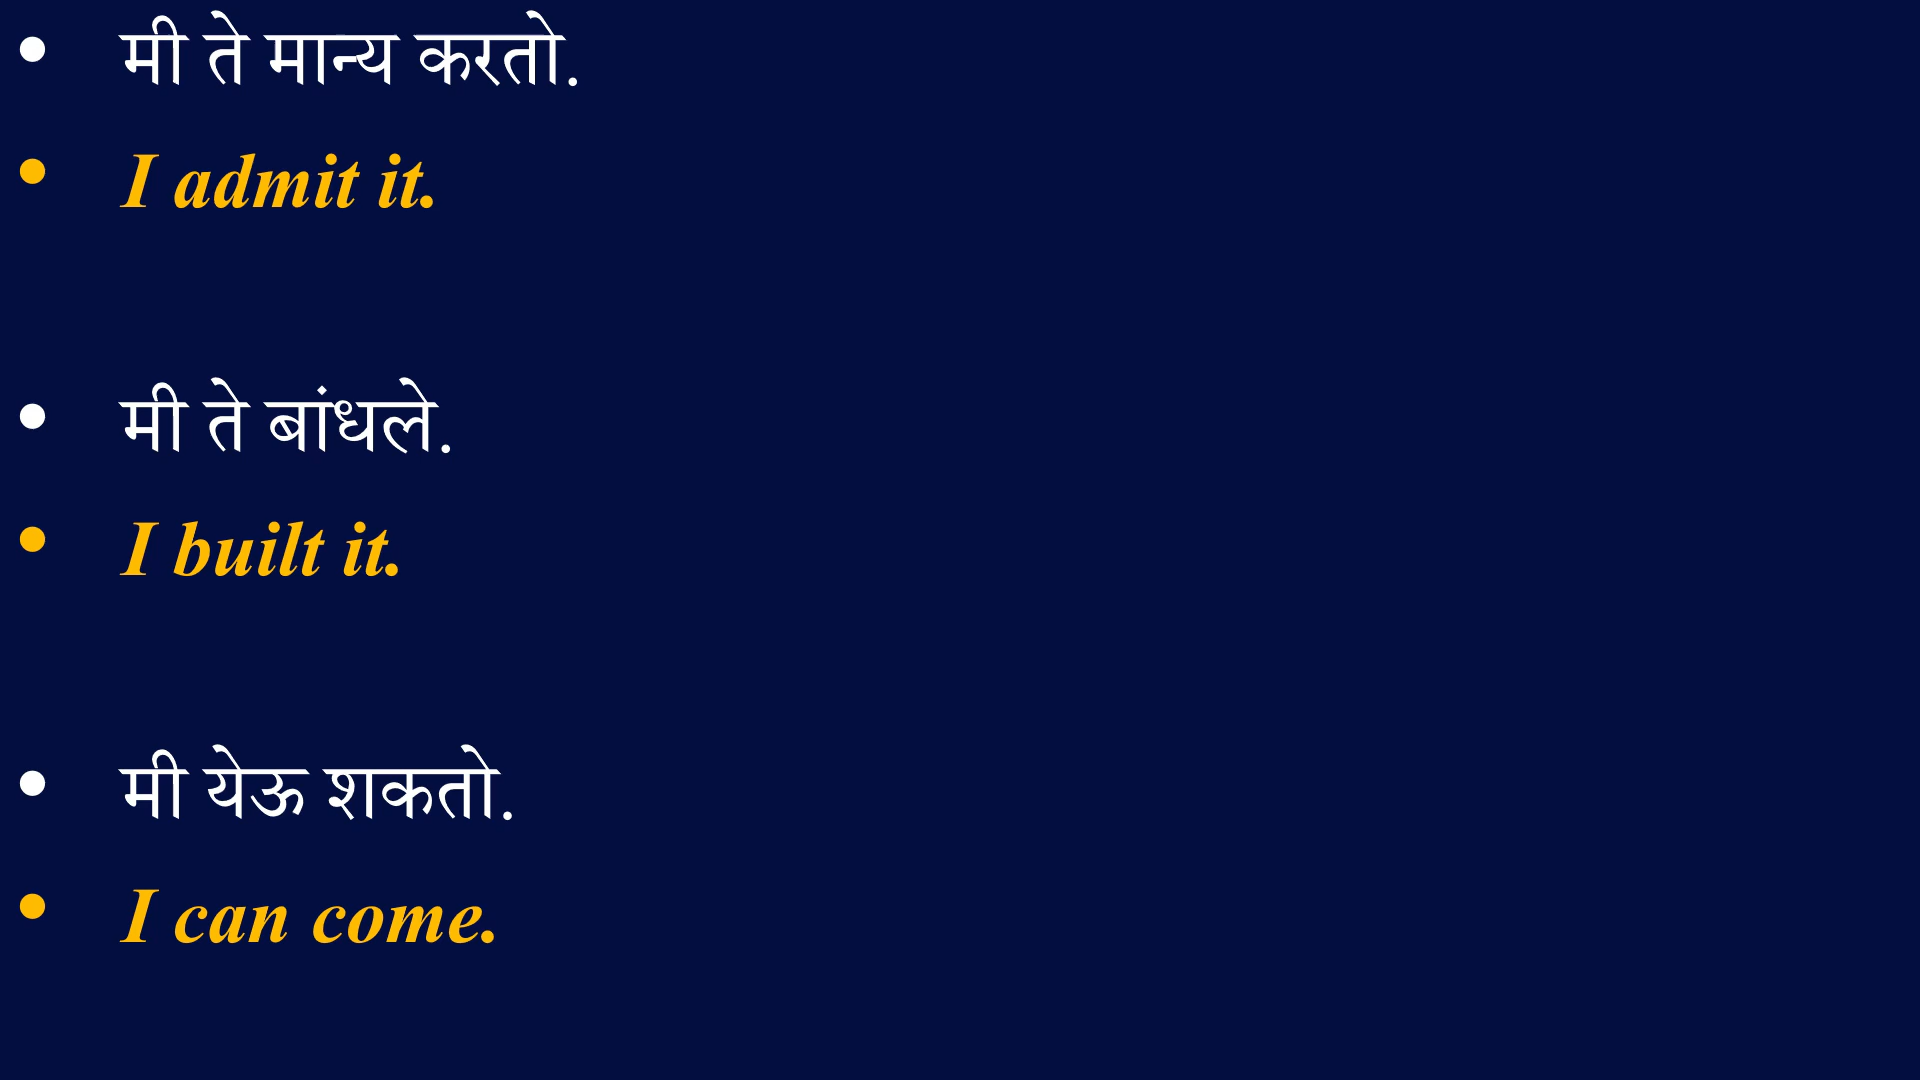 • मी ते मान्य करतो.
• I admit it.
• मी ते बांधले.
• I built it.
• मी येऊ शकतो.
• I can come.